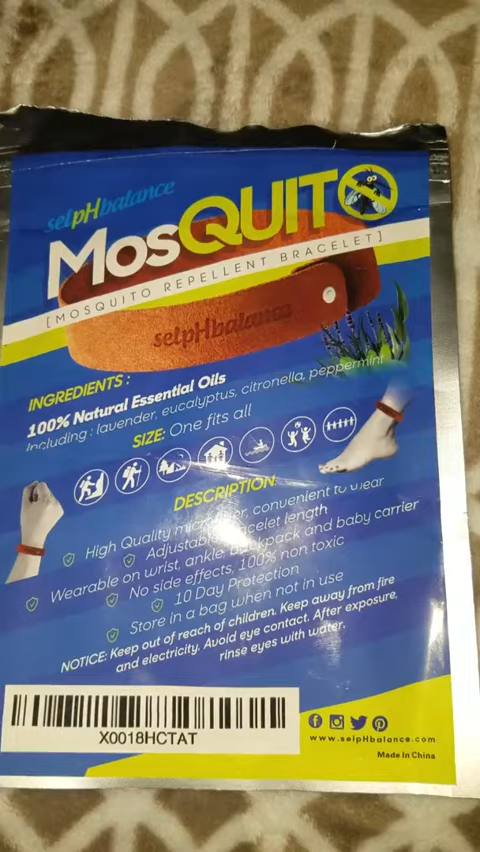 selpHbalance
MosQUITO
[MOSQUITO REPELLENT BRACELET]
selpHbalance
INGREDIENTS:
100% Natural Essential Oils
Including: lavender, eucalyptus, citronella, peppermint
SIZE: One fits all
DESCRIPTION
High Quality convenient to wear
Adjustable bracelet length
Wearable on wrist, ankle, backpack and baby carrier
No side effects, 100% non toxic
10 Day Protection
Store in a bag when not in use
NOTICE: Keep out of reach of children. Keep away from fire
and electricity. Avoid eye contact. After exposure,
rinse eyes with water.
X0018HCTAT
www.selpHbalance.com
Made in China